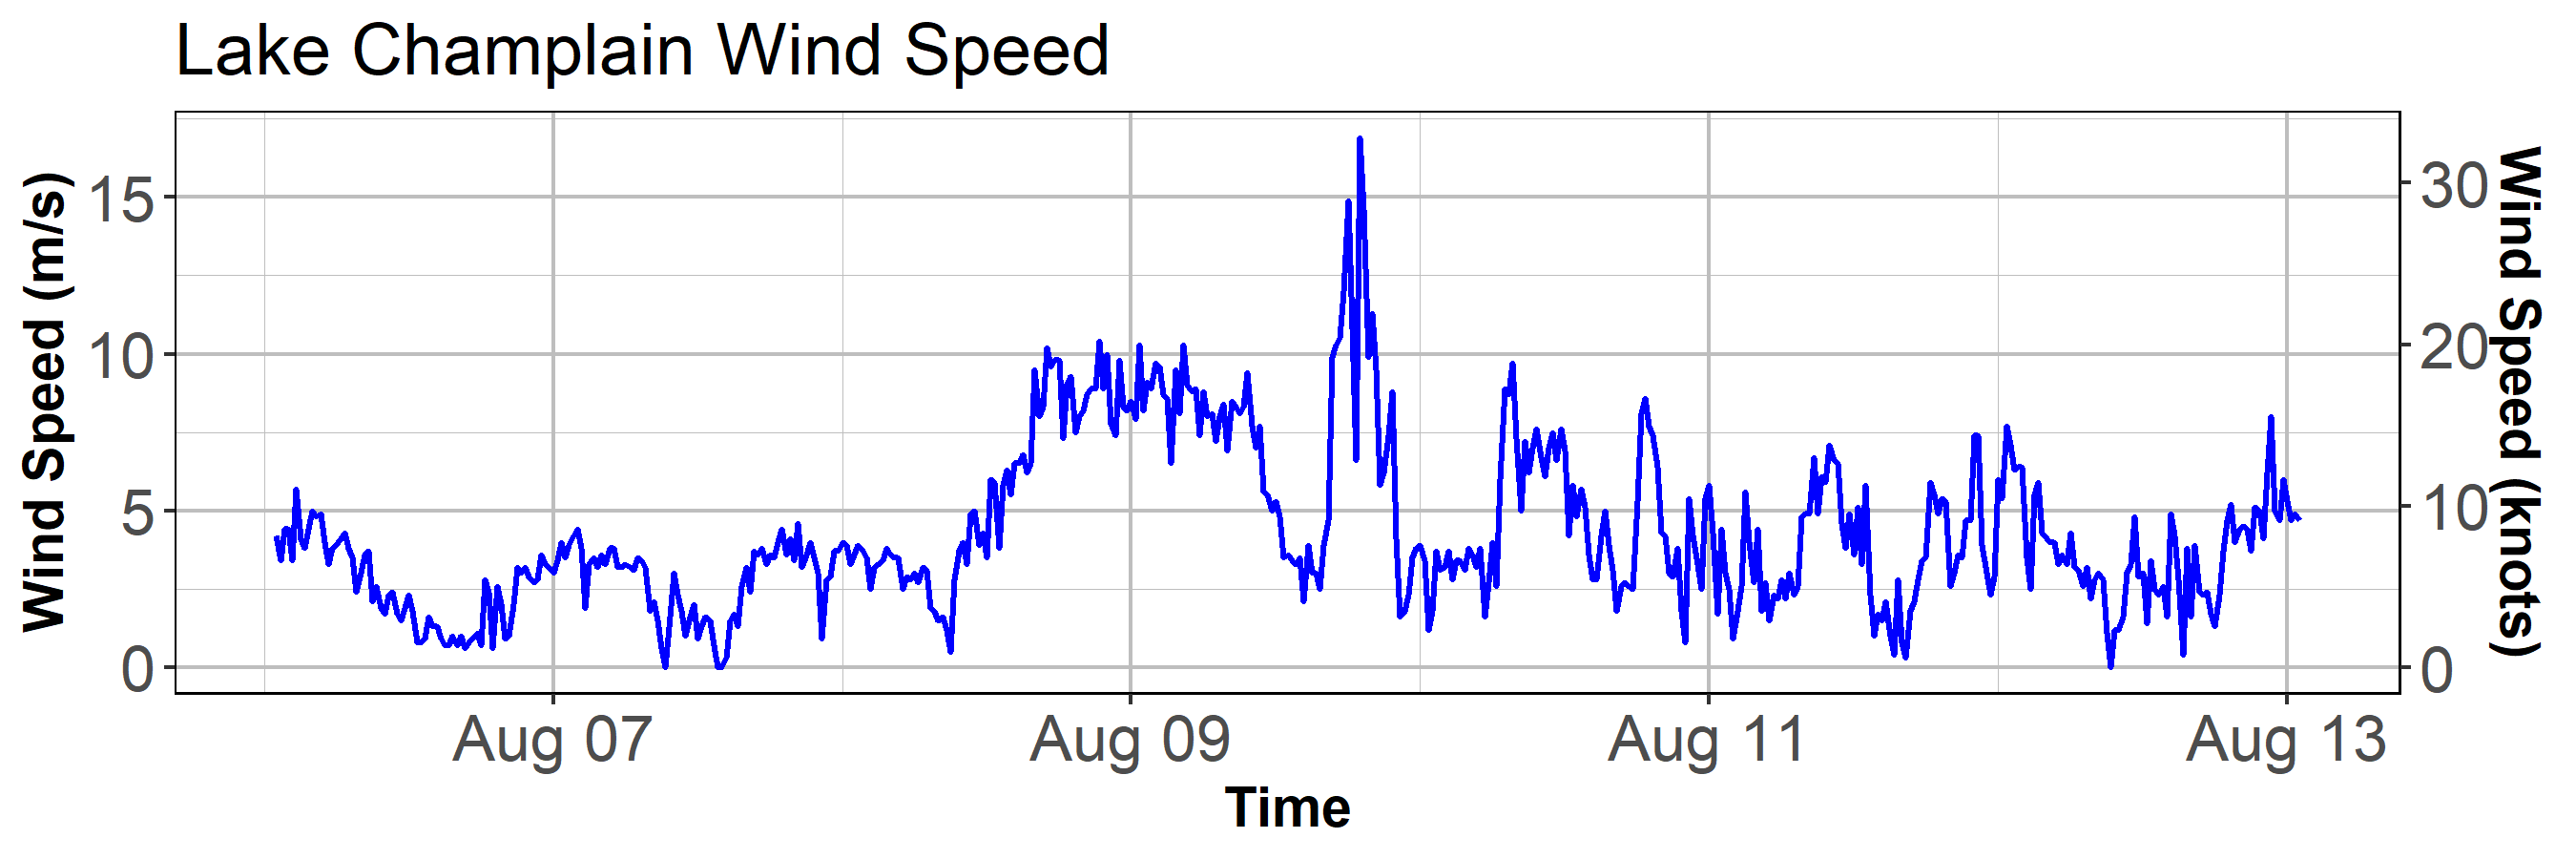 Lake Champlain Wind Speed
Wind Speed (m/s)
15
10
5
0
30
20
10
0
Wind Speed (knots)
Aug 07
Aug 09
Aug 11
Aug 13
Time